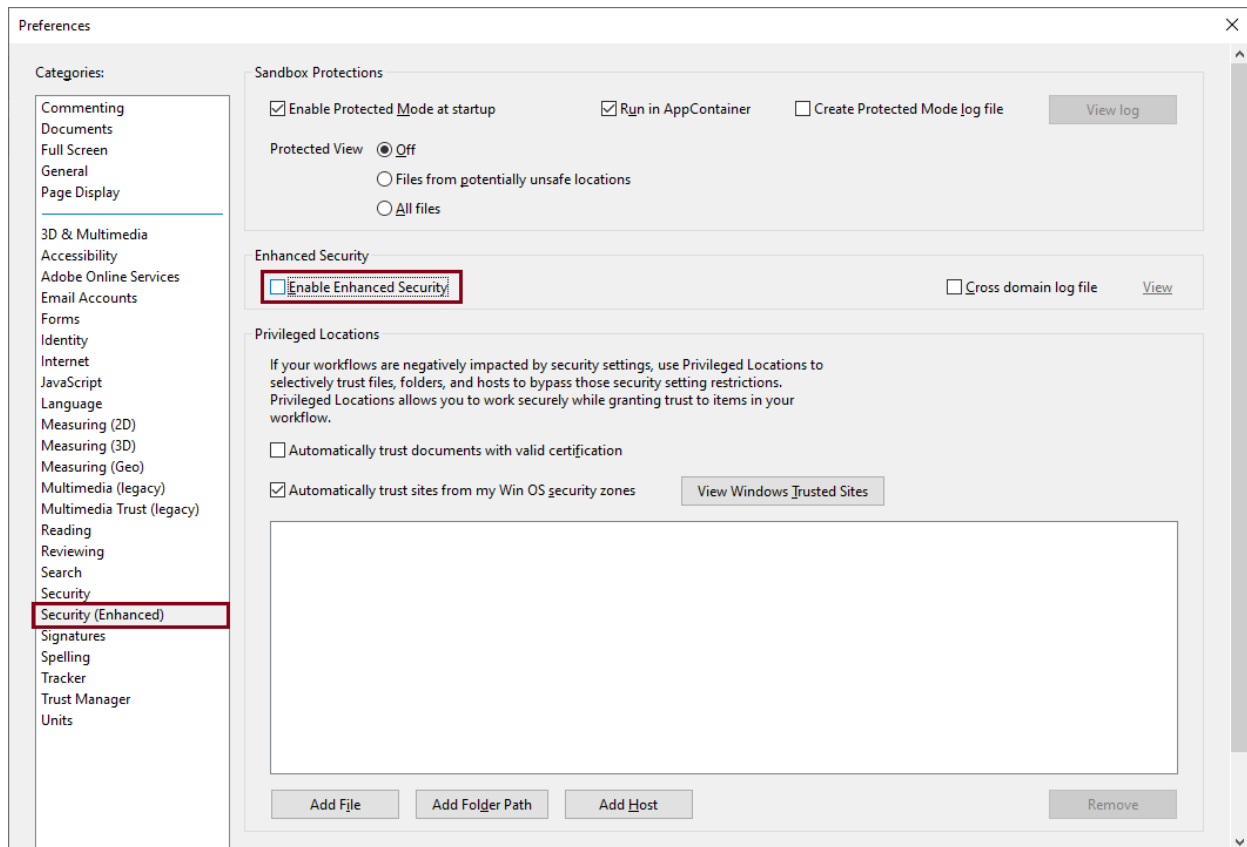 Preferences
Categories:
Commenting
Documents
Full Screen
General
Page Display
3D & Multimedia
Accessibility
Adobe Online Services
Email Accounts
Forms
Identity
Internet
JavaScript
Language
Measuring (2D)
Measuring (3D)
Measuring (Geo)
Multimedia (legacy)
Multimedia Trust (legacy)
Reading
Reviewing
Search
Security
Security (Enhanced)
Signatures
Spelling
Tracker
Trust Manager
Units
Sandbox Protections
Enable Protected Mode at startup
Run in AppContainer
Create Protected Mode log file
View log
Protected View
Off
Files from potentially unsafe locations
All files
Enhanced Security
Enable Enhanced Security
Cross domain log file
View
Privileged Locations
If your workflows are negatively impacted by security settings, use Privileged Locations to
selectively trust files, folders, and hosts to bypass those security setting restrictions.
Privileged Locations allows you to work securely while granting trust to items in your
workflow.
Automatically trust documents with valid certification
Automatically trust sites from my Win OS security zones
View Windows Trusted Sites
Add File
Add Folder Path
Add Host
Remove